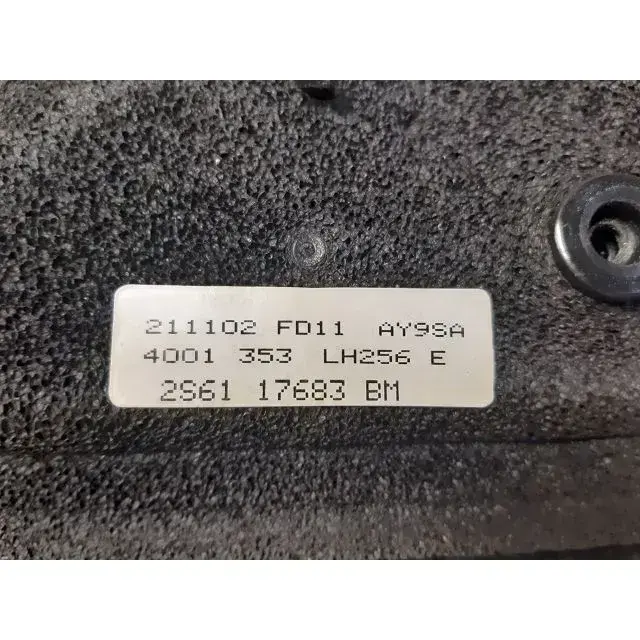 211102 FD11 AY9SA
4001 353 LH256 E
2S61 17683 BM